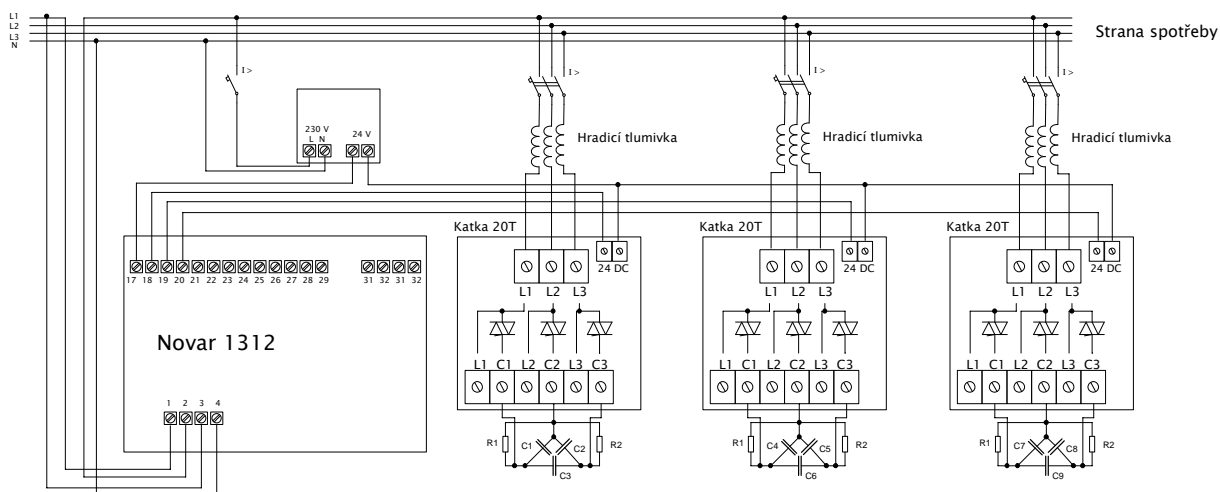 L1
L2
L3
N
Strana spotřeby
I >
I >
I >
I >
230 V
24 V
L N
Hradicí tlumivka
Hradicí tlumivka
Hradicí tlumivka
Katka 20T
Katka 20T
Katka 20T
24 DC
24 DC
24 DC
17 18 19 20 21 22 23 24 25 26 27 28 29
31 32 31 32
L1 L2 L3
L1 L2 L3
L1 L2 L3
Novar 1312
L1 C1 L2 C2 L3 C3
L1 C1 L2 C2 L3 C3
L1 C1 L2 C2 L3 C3
1 2 3 4
R1 C1 C2 R2
C3
R1 C4 C5 R2
C6
R1 C7 C8 R2
C9